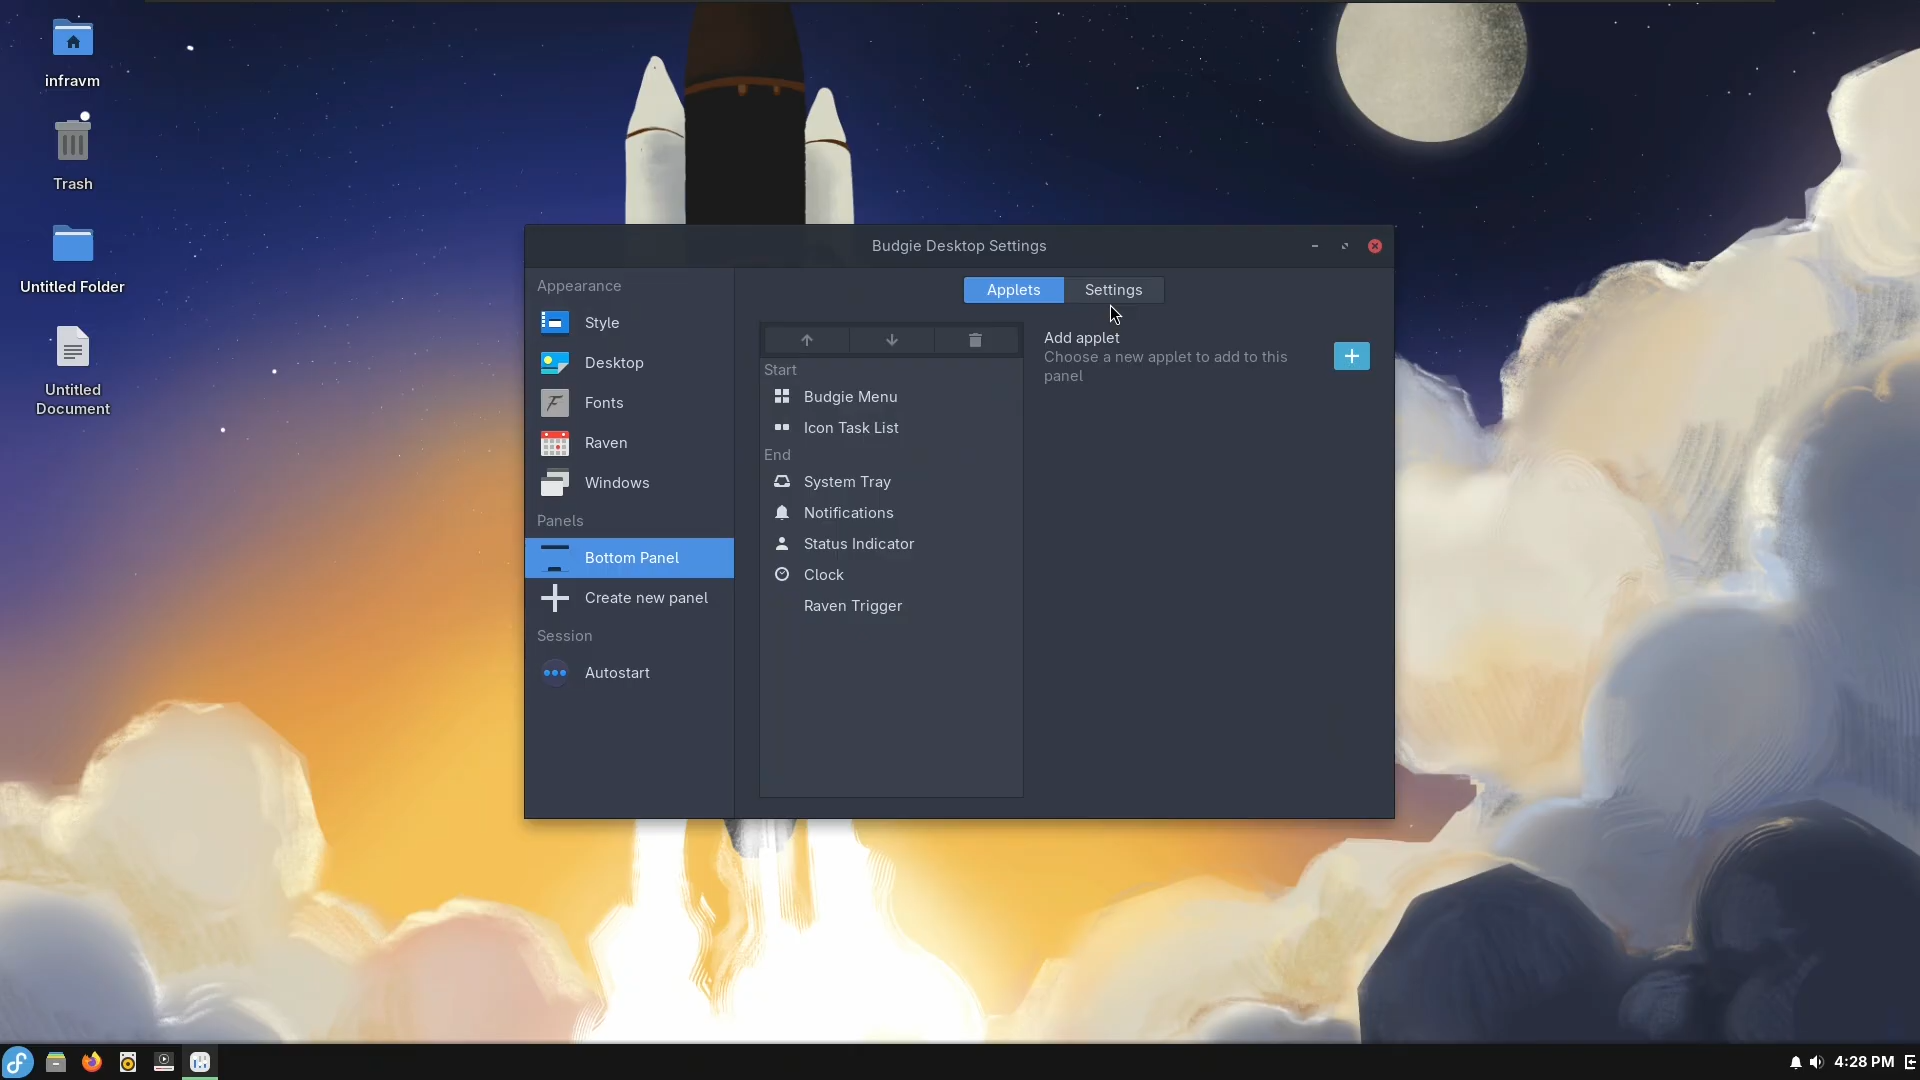 infravm
Trash
Untitled Folder
Untitled
Document
Budgie Desktop Settings
Appearance
Style
Desktop
Fonts
Raven
Windows
Panels
Bottom Panel
Create new panel
Session
Autostart
Applets
Settings
Start
Budgie Menu
Icon Task List
End
System Tray
Notifications
Status Indicator
Clock
Raven Trigger
Add applet
Choose a new applet to add to this
panel
4:28 PM